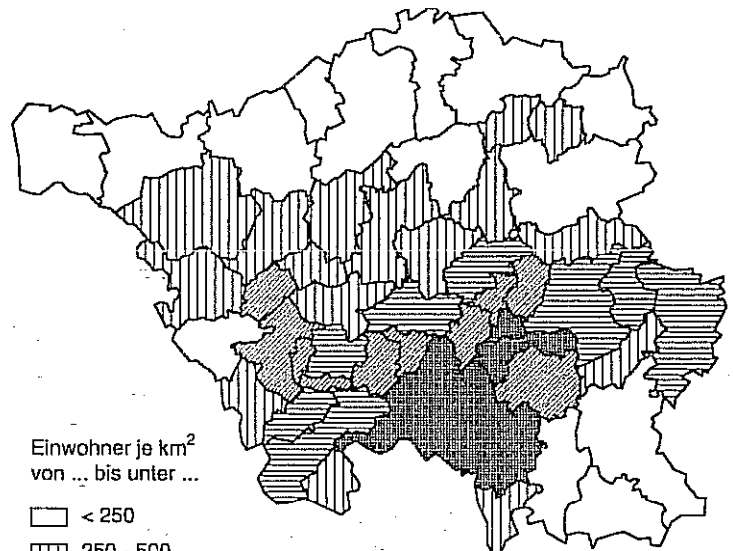 Einwohner je km²
von ... bis unter ...
< 250
250 - 500